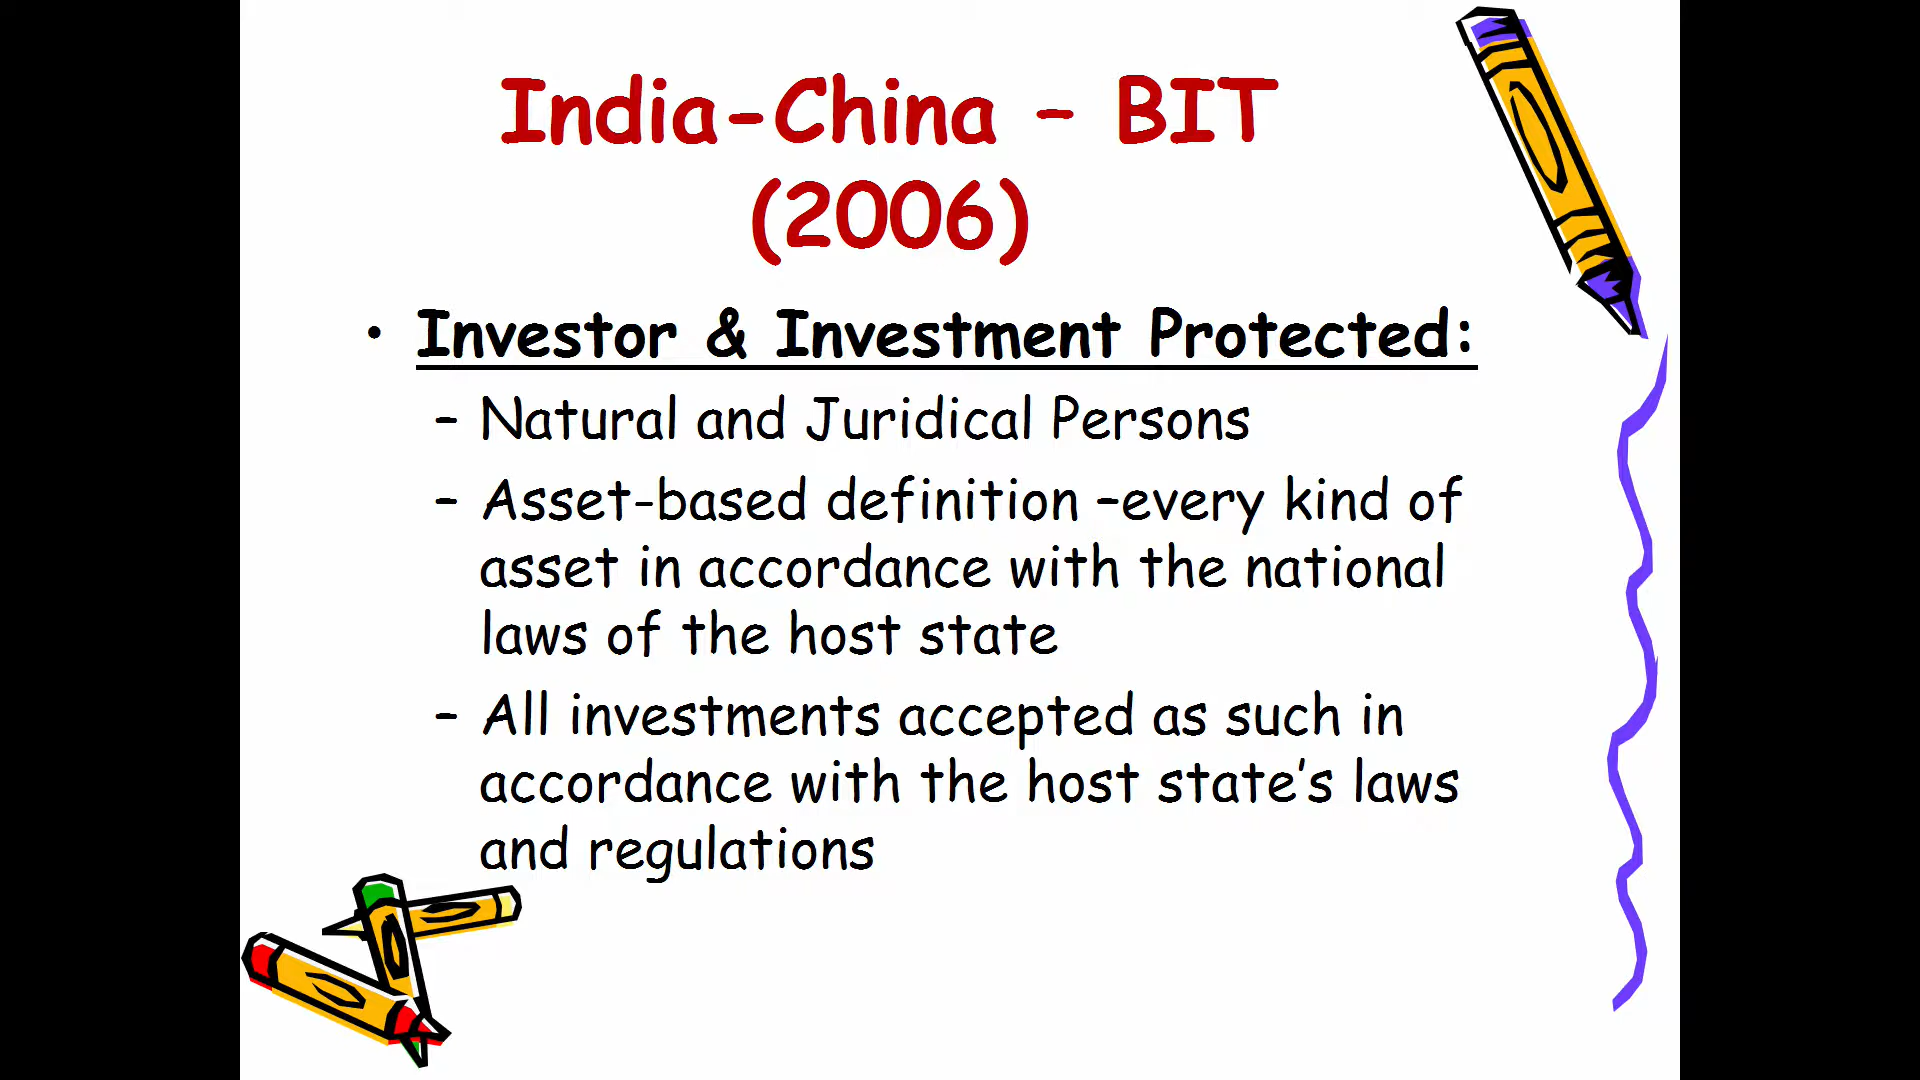 India-China – BIT
(2006)
• Investor & Investment Protected:
– Natural and Juridical Persons
– Asset-based definition –every kind of
asset in accordance with the national
laws of the host state
– All investments accepted as such in
accordance with the host state’s laws
and regulations